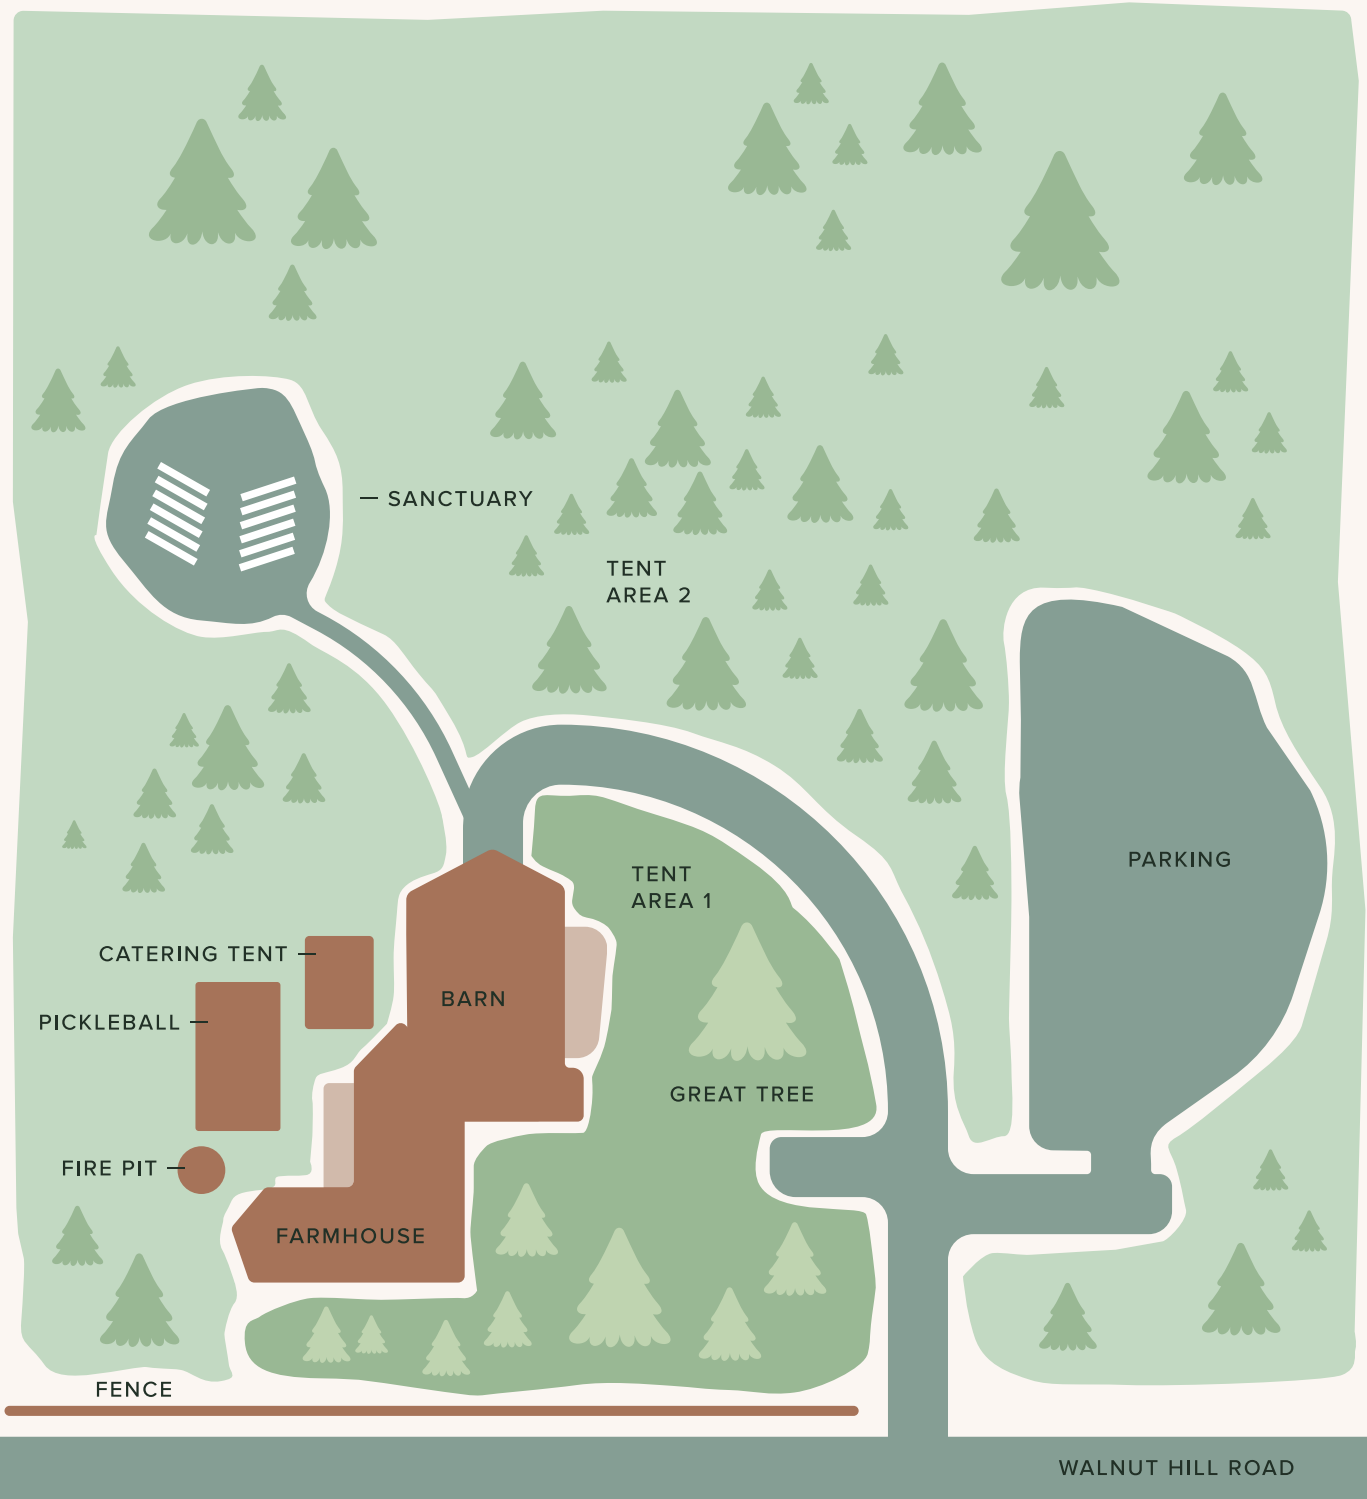 SANCTUARY
TENT
AREA 2
PARKING
TENT
AREA 1
CATERING TENT
BARN
PICKLEBALL
GREAT TREE
FIRE PIT
FARMHOUSE
FENCE
WALNUT HILL ROAD